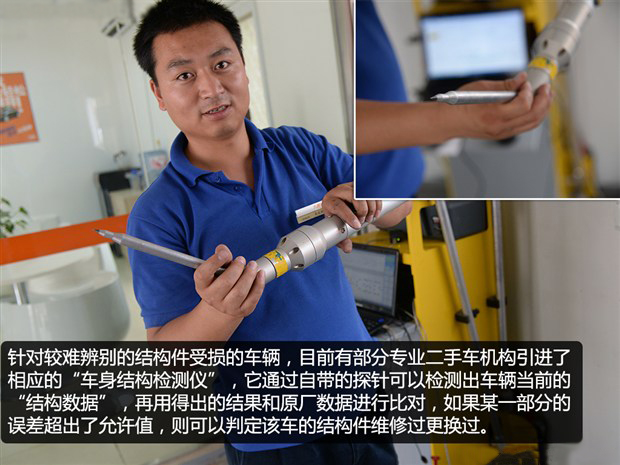 针对较难辨别的结构件受损的车辆，目前有部分专业二手车机构引进了
相应的“车身结构检测仪”，它通过自带的探针可以检测出车辆当前的
“结构数据”，再用得出的结果和原厂数据进行比对，如果某一部分的
误差超出了允许值，则可以判定该车的结构件维修过更换过。